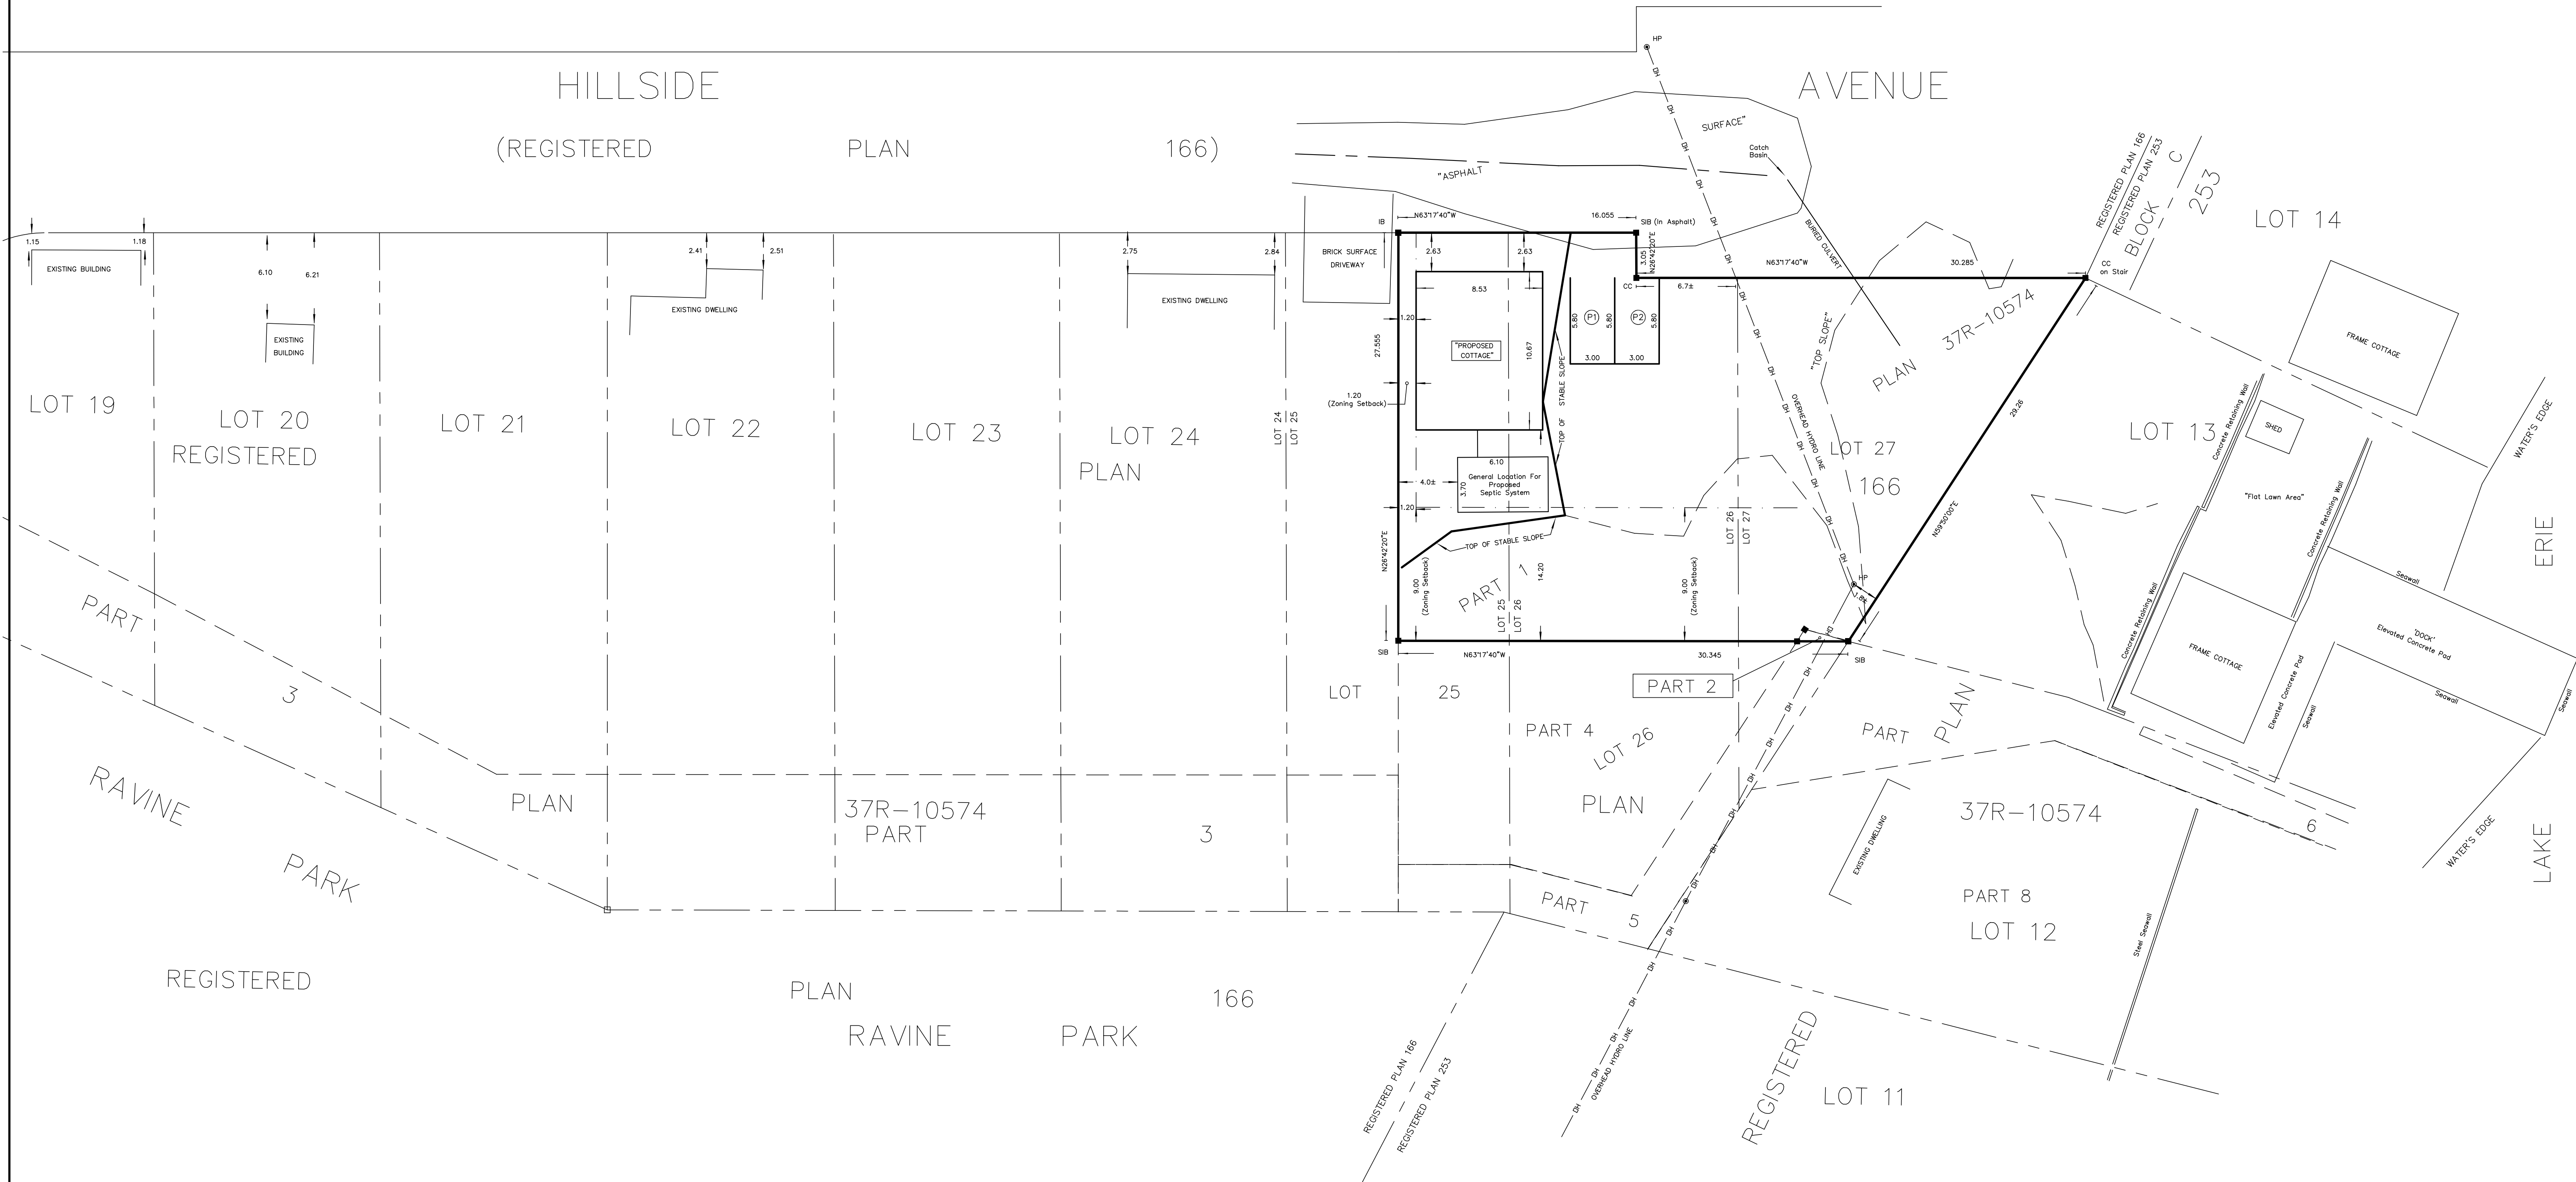 HP
HILLSIDE AVENUE
(REGISTERED PLAN 166)
"ASPHALT SURFACE"
Catch
Basin
BURIED CULVERT
REGISTERED PLAN 166
REGISTERED PLAN 253
BLOCK C
253
LOT 14
1.15
1.18
EXISTING BUILDING
6.10
6.21
EXISTING
BUILDING
2.41
2.51
EXISTING DWELLING
2.75
2.84
EXISTING DWELLING
BRICK SURFACE
DRIVEWAY
IB
N63°17'40"W
16.055
SIB (In Asphalt)
3.05
N26°42'20"E
N63°17'40"W
30.285
CC
on Stair
CC
6.7±
2.63
2.63
8.53
1.20
27.555
"PROPOSED
COTTAGE"
10.67
5.80
P1
5.80
P2
5.80
3.00
3.00
TOP OF STABLE SLOPE
1.20
(Zoning Setback)
6.10
General Location For
Proposed
Septic System
3.70
4.0±
1.20
TOP OF STABLE SLOPE
N26°42'20"E
9.00
(Zoning Setback)
14.20
9.00
(Zoning Setback)
PART 1
LOT 25
LOT 26
LOT 26
LOT 27
OVERHEAD HYDRO LINE
DH
"TOP SLOPE"
PLAN 37R-10574
LOT 27
166
29.26
N59°50'00"E
HP
1.8±
SIB
N63°17'40"W
30.345
SIB
PART 2
LOT 19
LOT 20
LOT 21
LOT 22
LOT 23
LOT 24
REGISTERED PLAN
LOT 24
LOT 25
LOT 13
FRAME COTTAGE
SHED
Concrete Retaining Wall
"Flat Lawn Area"
Concrete Retaining Wall
Concrete Retaining Wall
FRAME COTTAGE
WATER'S EDGE
Seawall
"DOCK"
Elevated Concrete Pad
Elevated Concrete Pad
Seawall
Seawall
Seawall
WATER'S EDGE
LAKE ERIE
PART 3
PLAN 37R-10574
PART 3
LOT 25
PART 4
LOT 26
PLAN
PART 5
PART 6
PLAN
37R-10574
EXISTING DWELLING
PART 8
LOT 12
Steel Seawall
RAVINE PARK
REGISTERED PLAN 166
RAVINE PARK
REGISTERED PLAN 166
REGISTERED PLAN 253
OVERHEAD HYDRO LINE
REGISTERED
LOT 11